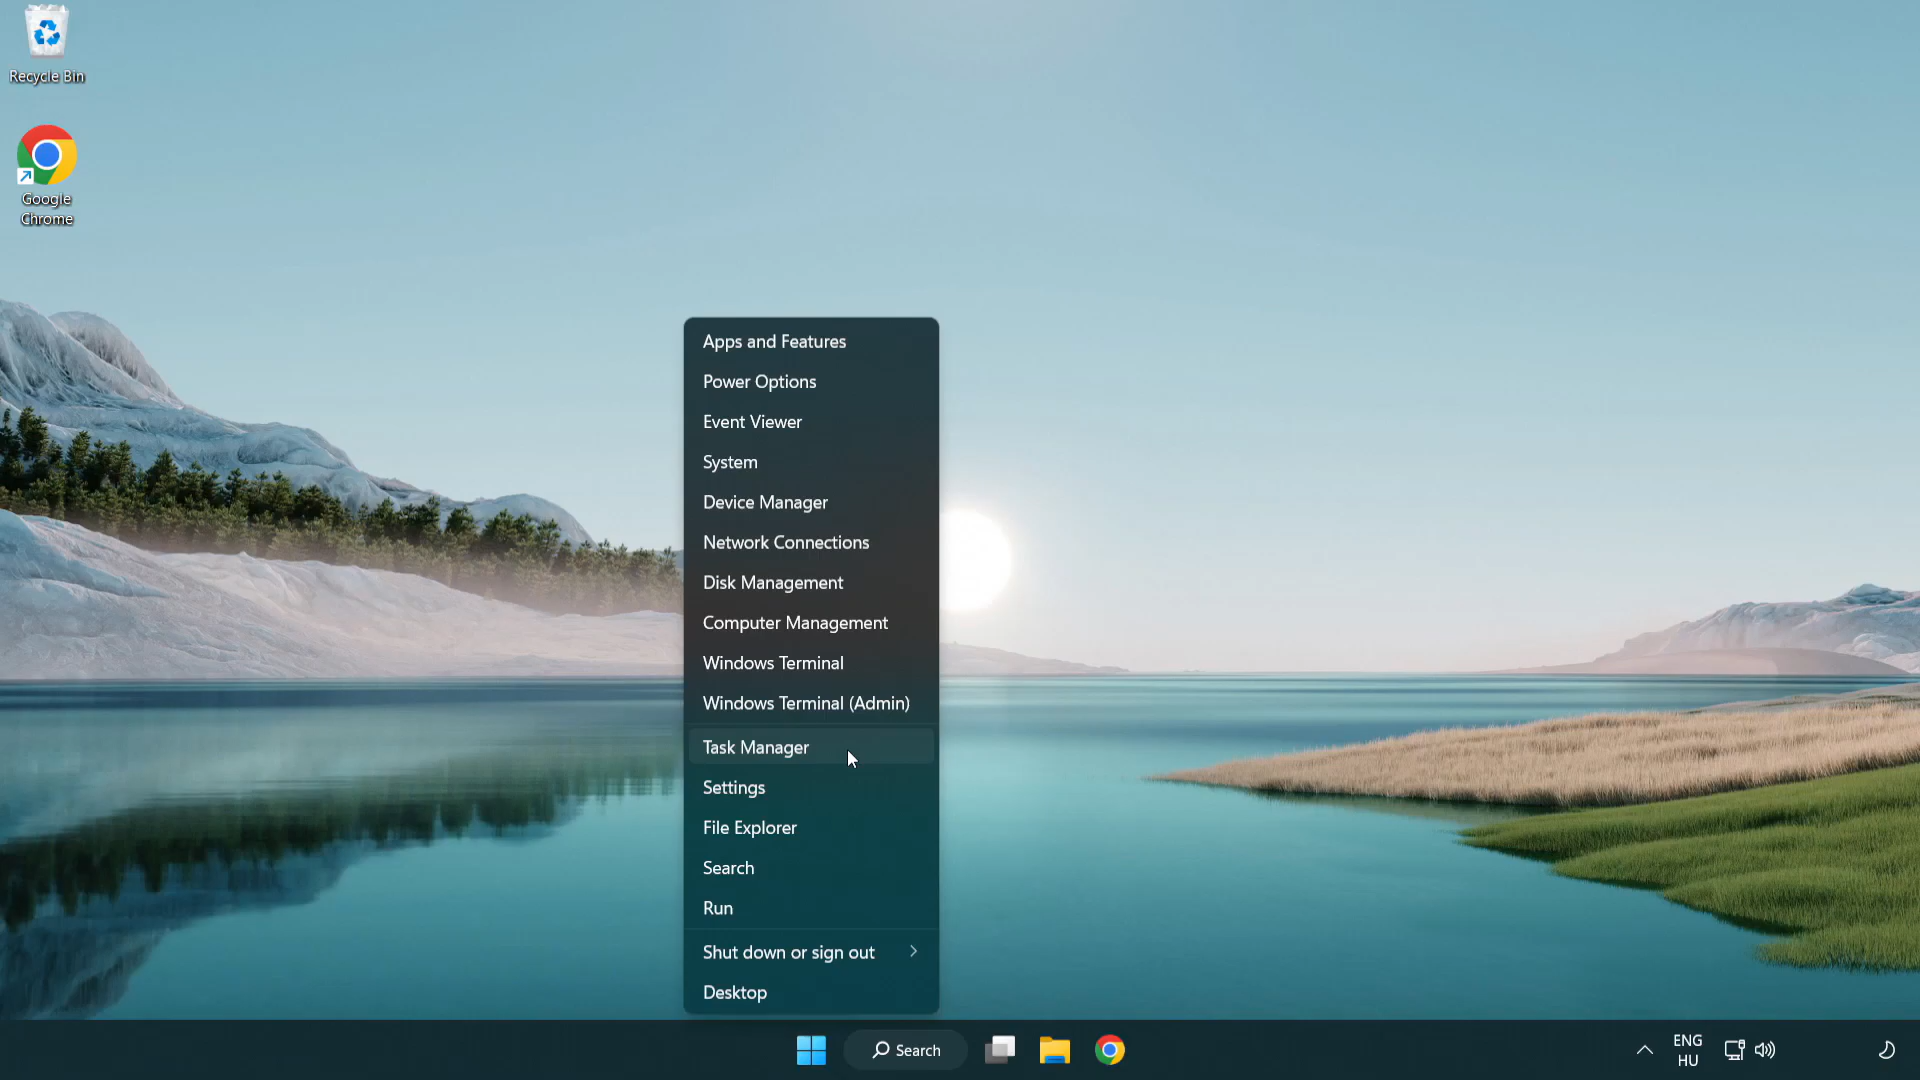 Recycle Bin
Google
Chrome
Apps and Features
Power Options
Event Viewer
System
Device Manager
Network Connections
Disk Management
Computer Management
Windows Terminal
Windows Terminal (Admin)
Task Manager
Settings
File Explorer
Search
Run
Shut down or sign out
Desktop
Search
ENG
HU